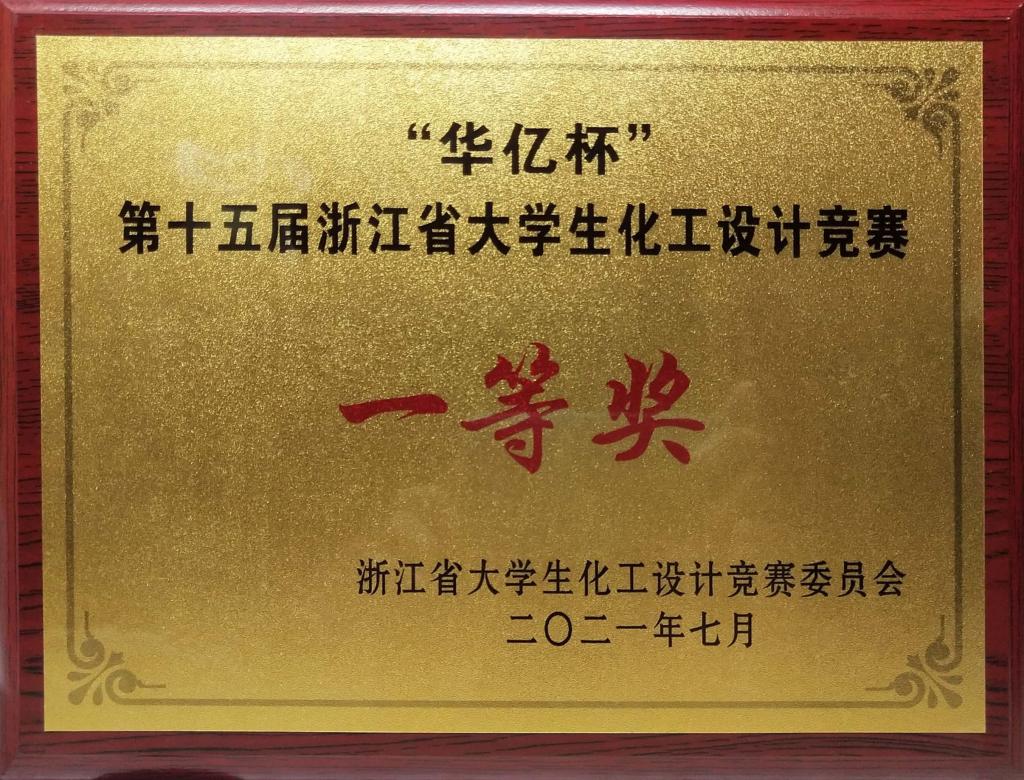 “华亿杯”
第十五届浙江省大学生化工设计竞赛
一等奖
浙江省大学生化工设计竞赛委员会
二〇二一年七月